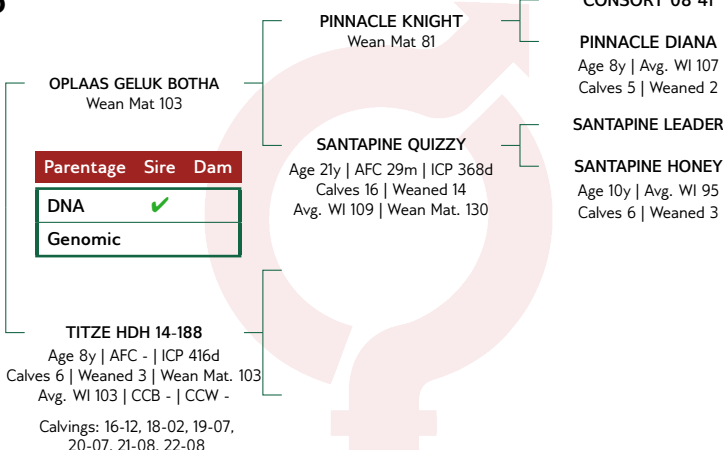 CONSORT 08 41
PINNACLE KNIGHT
Wean Mat 81
PINNACLE DIANA
Age 8y | Avg. WI 107
Calves 5 | Weaned 2
OPLAAS GELUK BOTHA
Wean Mat 103
SANTAPINE LEADER
SANTAPINE QUIZZY
Age 21y | AFC 29m | ICP 368d
Calves 16 | Weaned 14
Avg. WI 109 | Wean Mat. 130
SANTAPINE HONEY
Age 10y | Avg. WI 95
Calves 6 | Weaned 3
Parentage Sire Dam
DNA ✔
Genomic
TITZE HDH 14-188
Age 8y | AFC - | ICP 416d
Calves 6 | Weaned 3 | Wean Mat. 103
Avg. WI 103 | CCB - | CCW -
Calvings: 16-12, 18-02, 19-07,
20-07, 21-08, 22-08